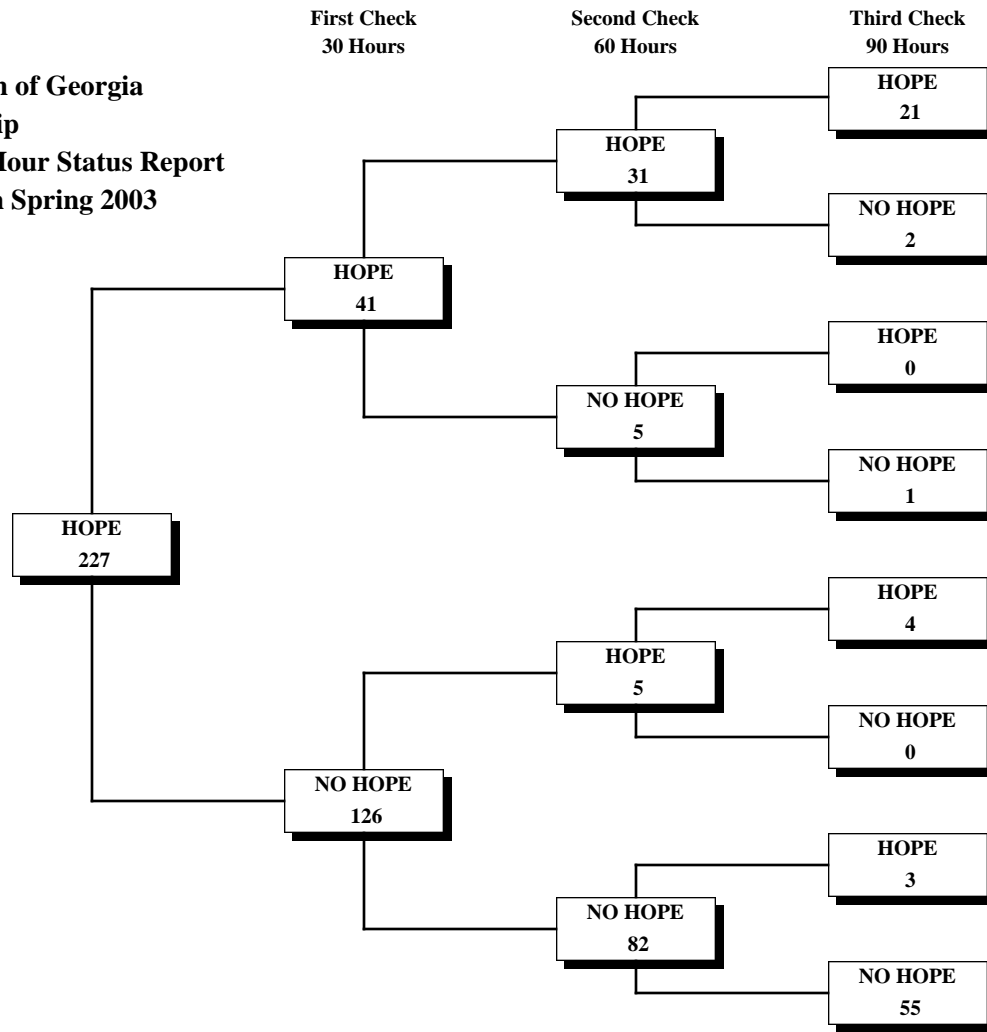 First Check
30 Hours
Second Check
60 Hours
Third Check
90 Hours
of Georgia
Hour Status Report
Spring 2003
HOPE
227
HOPE
41
NO HOPE
126
HOPE
31
NO HOPE
5
HOPE
5
NO HOPE
82
HOPE
21
NO HOPE
2
HOPE
0
NO HOPE
1
HOPE
4
NO HOPE
0
HOPE
3
NO HOPE
55